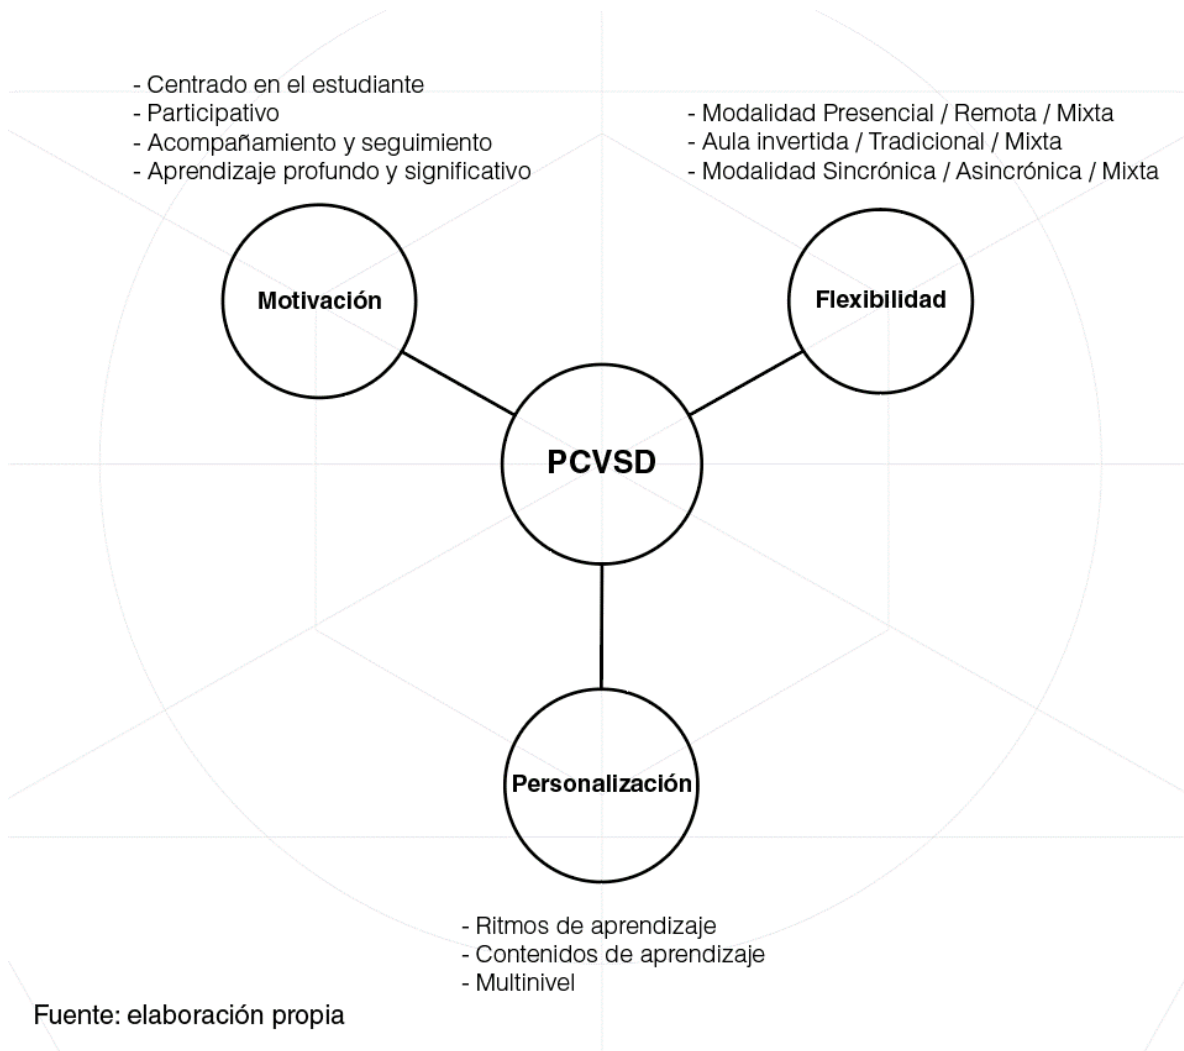 - Centrado en el estudiante
- Participativo
- Acompañamiento y seguimiento
- Aprendizaje profundo y significativo
- Modalidad Presencial / Remota / Mixta
- Aula invertida / Tradicional / Mixta
- Modalidad Sincrónica / Asincrónica / Mixta
Motivación
Flexibilidad
PCVSD
Personalización
- Ritmos de aprendizaje
- Contenidos de aprendizaje
- Multinivel
Fuente: elaboración propia